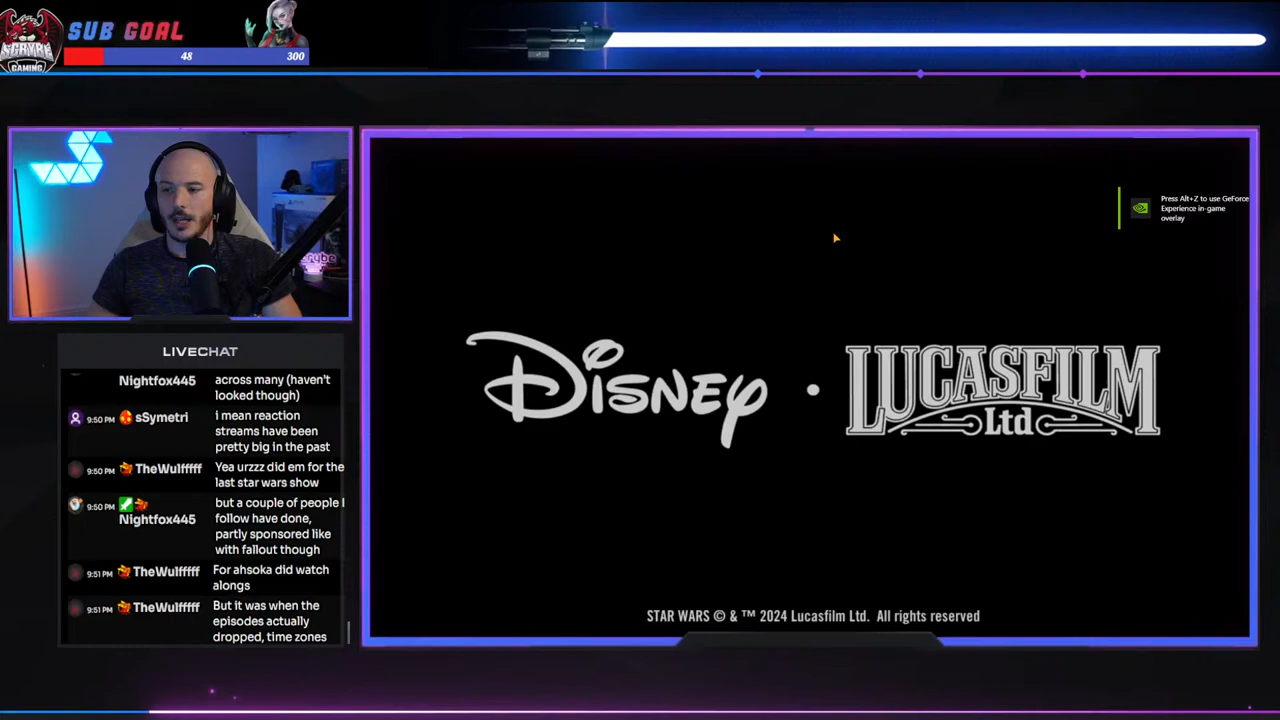 SUB GOAL
48
300
SCRYBE
GAMING
LIVECHAT
Nightfox445
across many (haven't
looked though)
9:50 PM sSymetri
i mean reaction
streams have been
pretty big in the past
9:50 PM TheWulfffff
Yea urzzz did em for the
last star wars show
9:50 PM
Nightfox445
but a couple of people I
follow have done,
partly sponsored like
with fallout though
9:51 PM TheWulfffff
For ahsoka did watch
alongs
9:51 PM TheWulfffff
But it was when the
episodes actually
dropped, time zones
Press Alt+Z to use GeForce
Experience in-game
overlay
Disney • LUCASFILM
Ltd
STAR WARS © & ™ 2024 Lucasfilm Ltd. All rights reserved